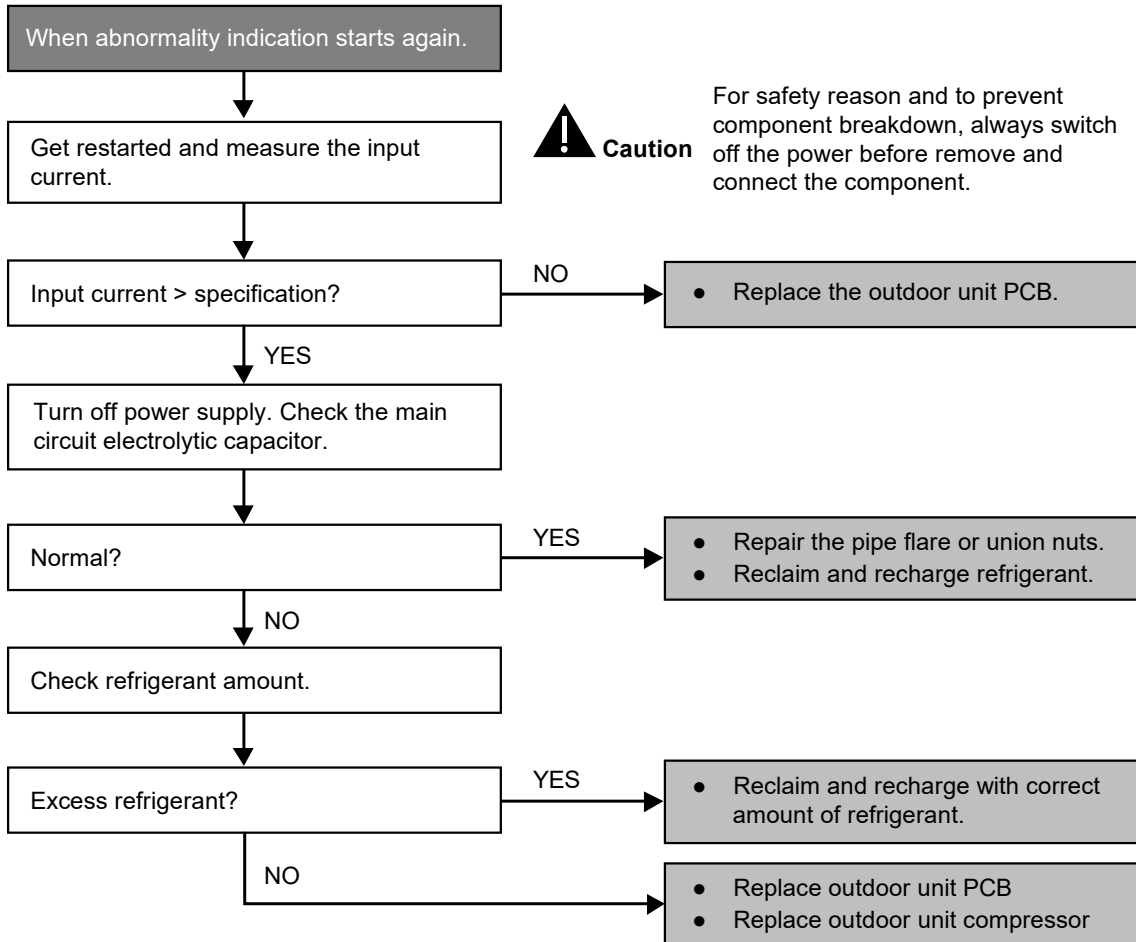 When abnormality indication starts again.
Get restarted and measure the input
current.
Caution
For safety reason and to prevent
component breakdown, always switch
off the power before remove and
connect the component.
Input current > specification?
NO
● Replace the outdoor unit PCB.
YES
Turn off power supply. Check the main
circuit electrolytic capacitor.
Normal?
YES
● Repair the pipe flare or union nuts.
● Reclaim and recharge refrigerant.
NO
Check refrigerant amount.
Excess refrigerant?
YES
● Reclaim and recharge with correct
amount of refrigerant.
NO
● Replace outdoor unit PCB
● Replace outdoor unit compressor